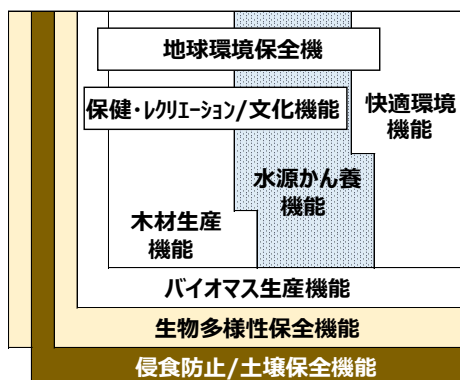 地球環境保全機
保健・レクリエーション/文化機能
快適環境
機能
水源かん養
機能
木材生産
機能
バイオマス生産機能
生物多様性保全機能
侵食防止/土壌保全機能